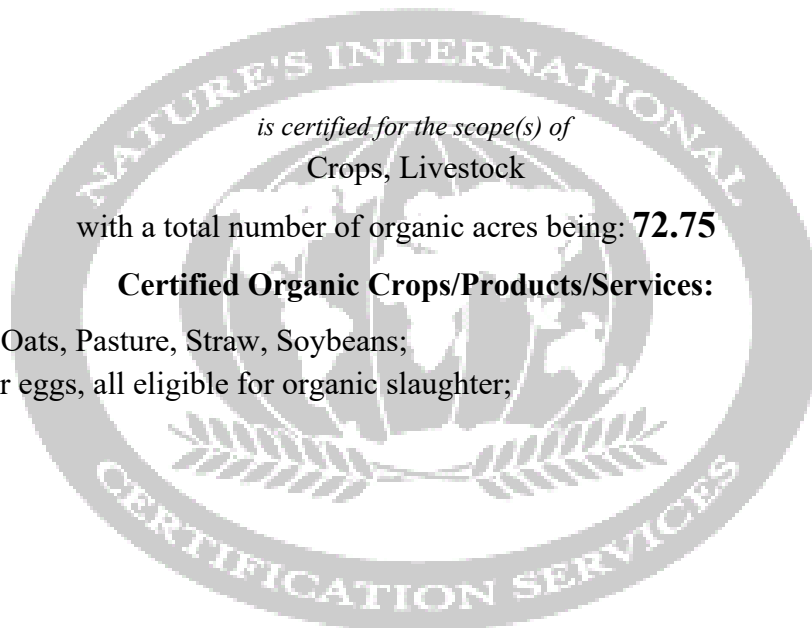 NATURE'S INTERNATIONAL
is certified for the scope(s) of
Crops, Livestock
with a total number of organic acres being: 72.75
Certified Organic Crops/Products/Services:
Oats, Pasture, Straw, Soybeans;
r eggs, all eligible for organic slaughter;
CERTIFICATION SERVICES